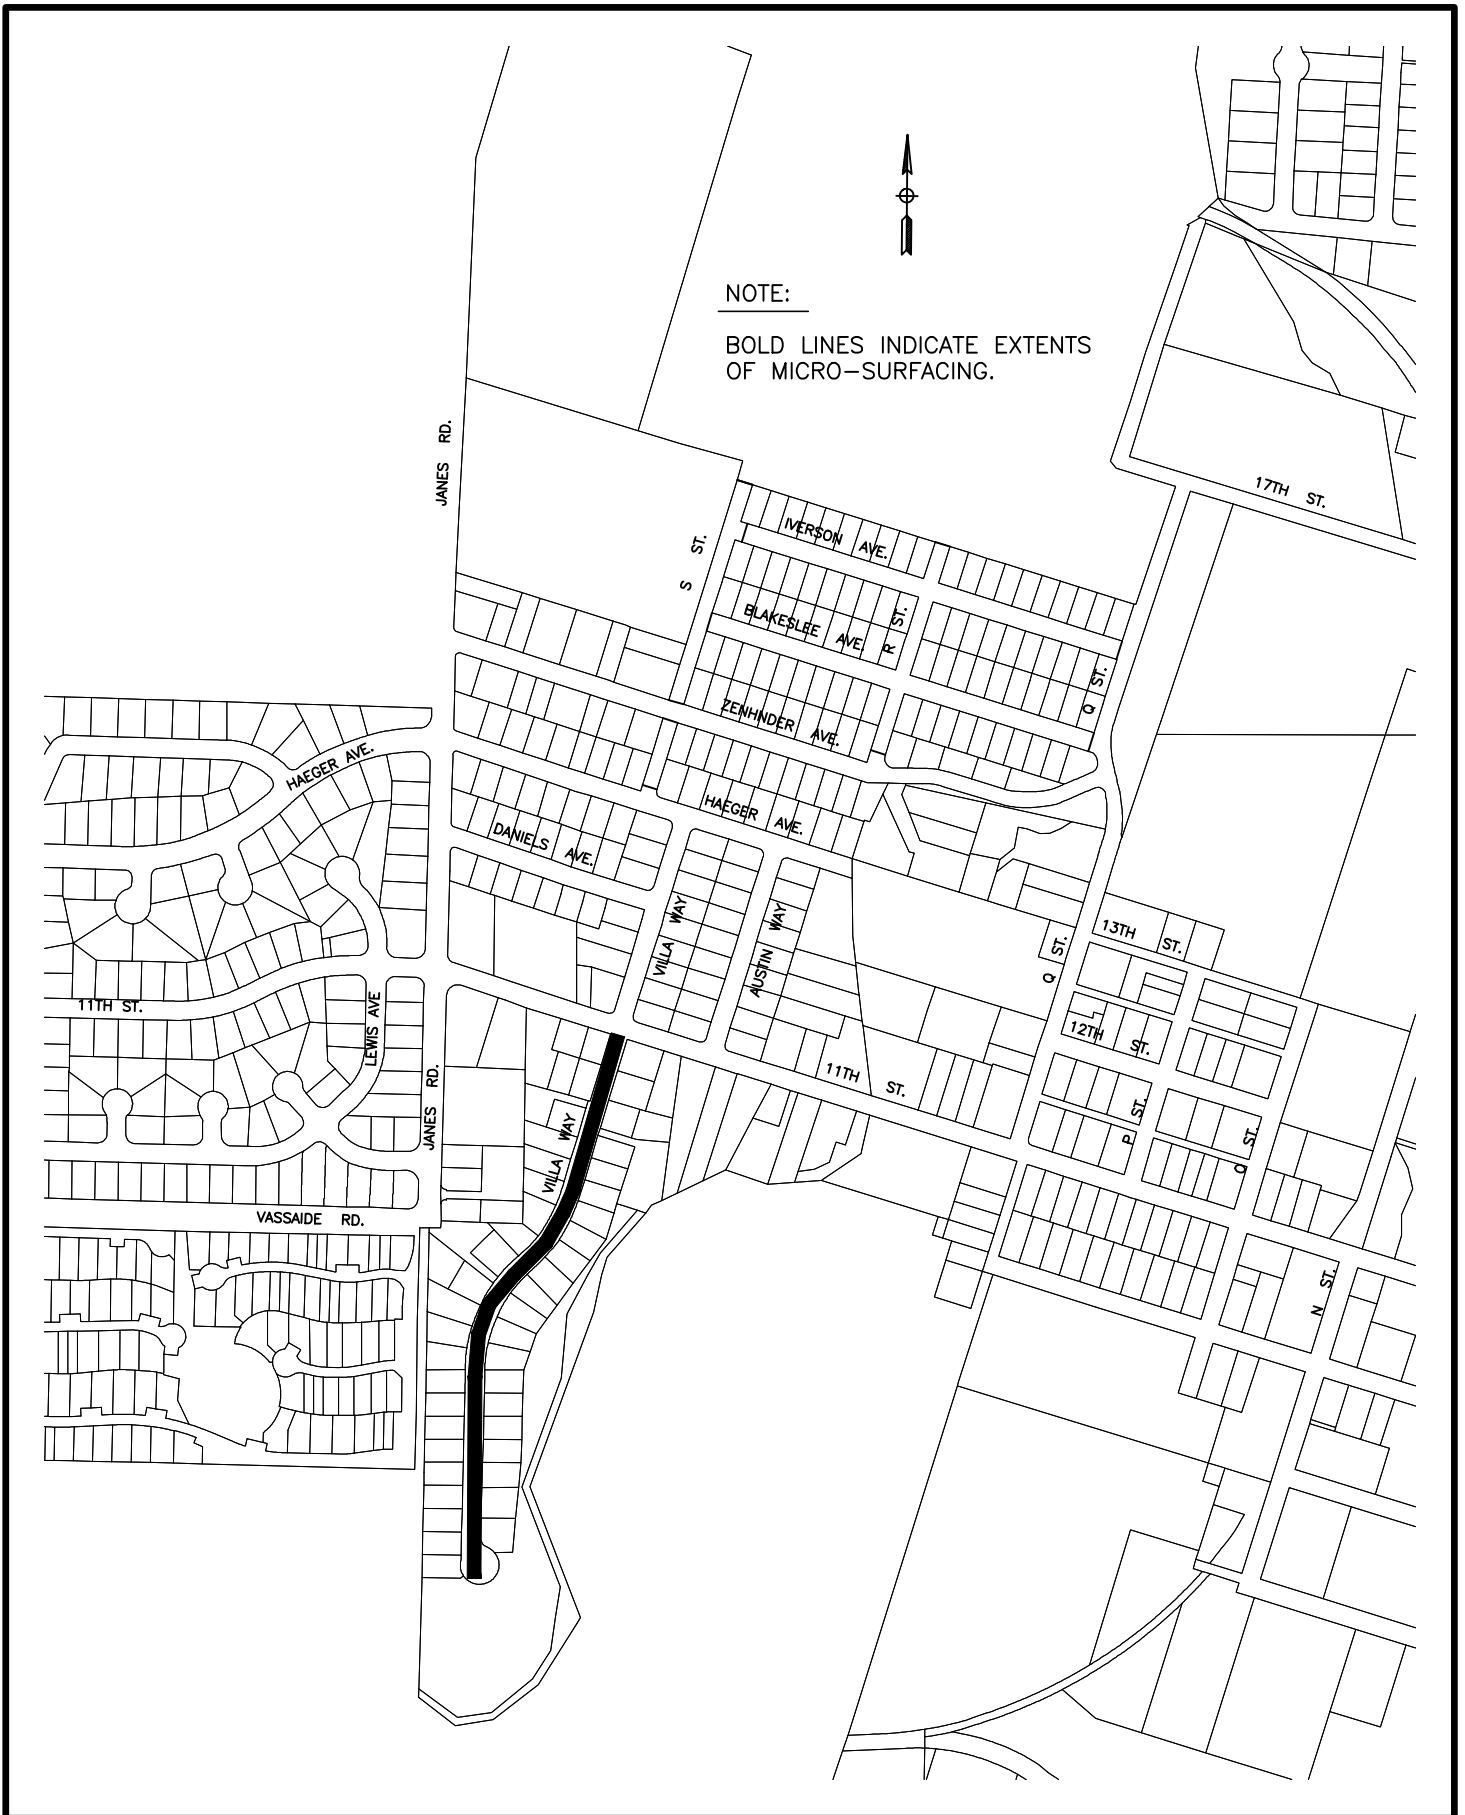 NOTE:
BOLD LINES INDICATE EXTENTS
OF MICRO-SURFACING.
JANES RD.
17TH ST.
IVERSON AVE.
S ST.
BLAKESLEE AVE.
R ST.
Q ST.
ZENHNDER AVE.
HAEGER AVE.
HAEGER AVE.
DANIELS AVE.
VILLA WAY
AUSTIN WAY
13TH ST.
Q ST.
11TH ST.
LEWIS AVE
12TH ST.
11TH ST.
JANES RD.
VILLA WAY
P ST.
O ST.
VASSAIDE RD.
N ST.